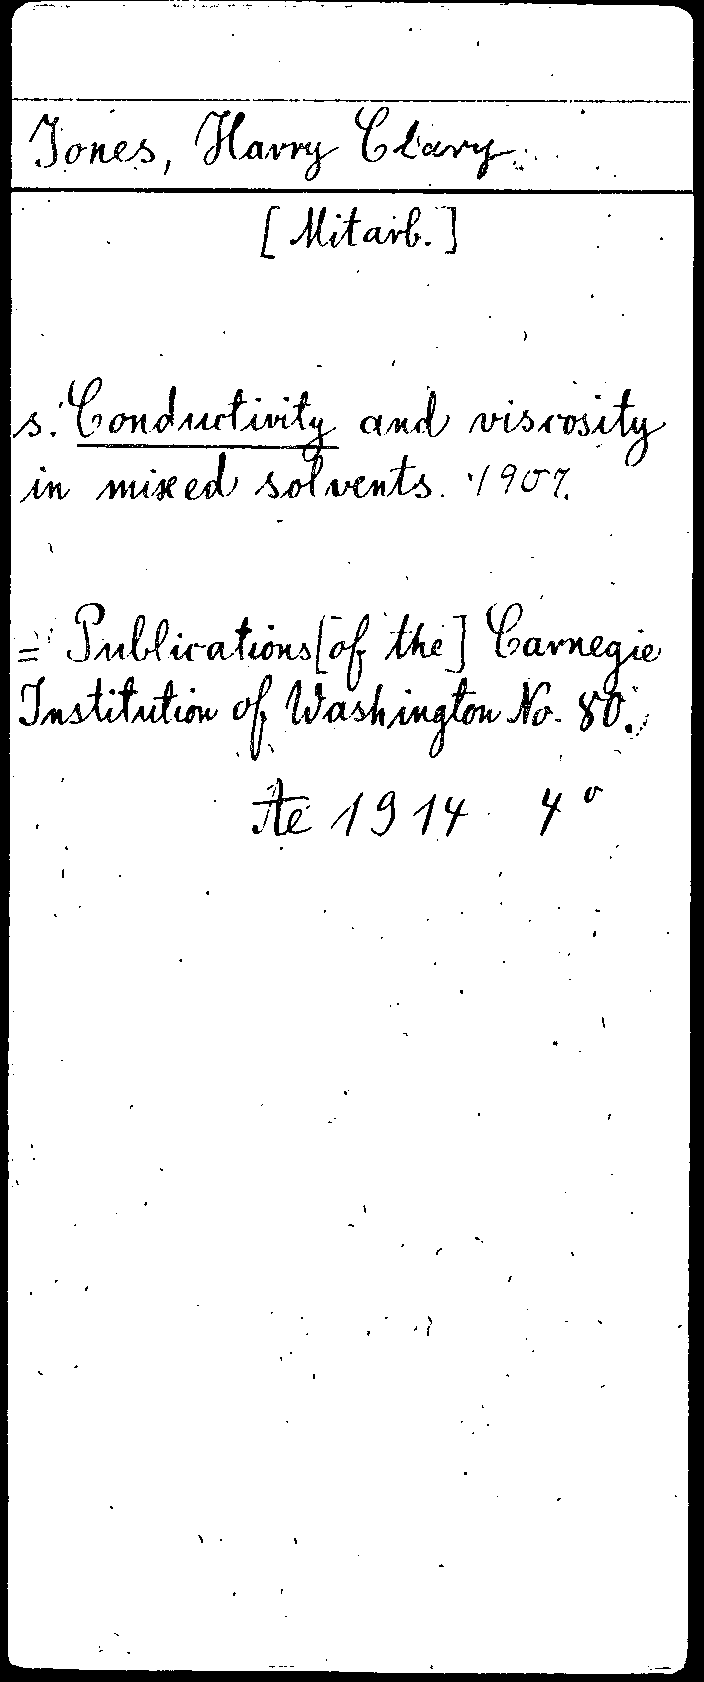 Jones, Harry Clary.
[Mitarb.]
s. Conductivity and viscosity
in mixed solvents. 1907.
= Publications [of the] Carnegie
Institution of Washington No. 80.
Ae 1914 4°